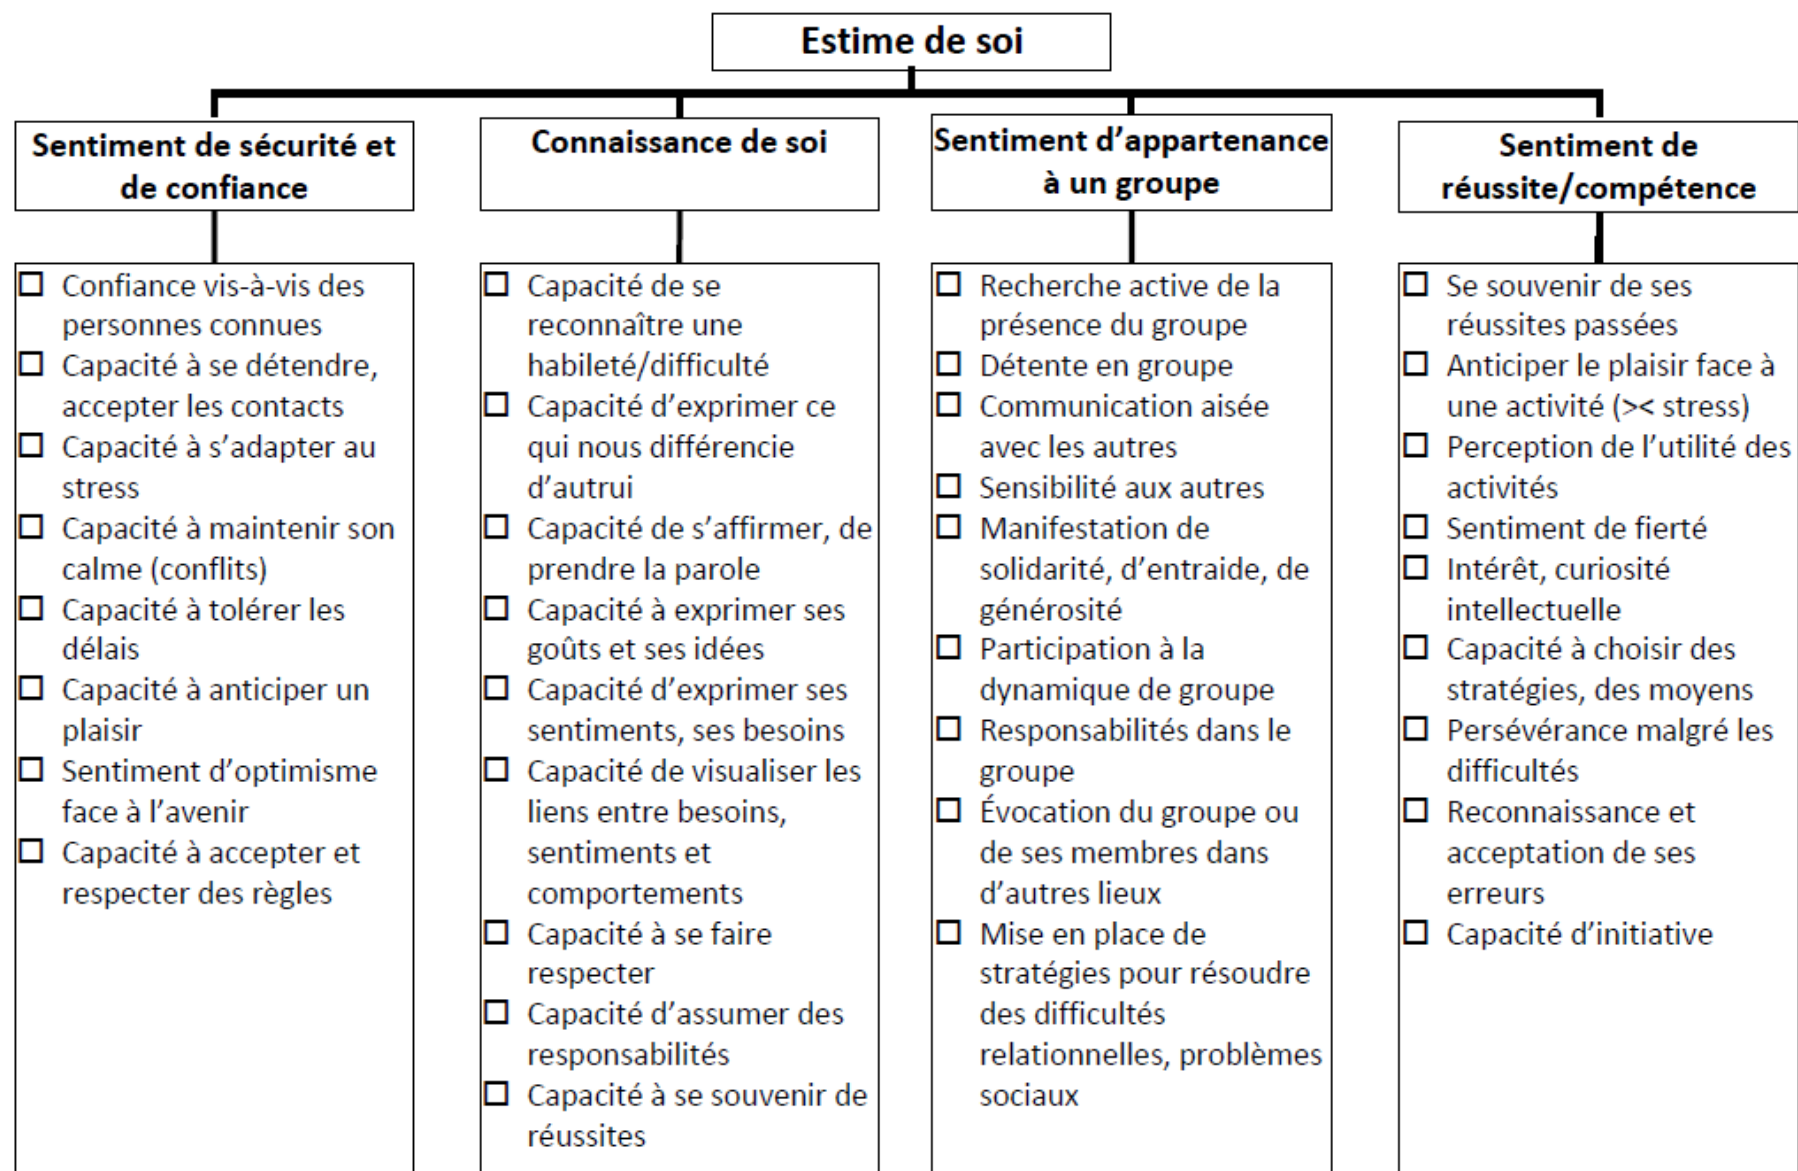 Estime de soi
Sentiment de sécurité et
de confiance
☐ Confiance vis-à-vis des
personnes connues
☐ Capacité à se détendre,
accepter les contacts
☐ Capacité à s’adapter au
stress
☐ Capacité à maintenir son
calme (conflits)
☐ Capacité à tolérer les
délais
☐ Capacité à anticiper un
plaisir
☐ Sentiment d’optimisme
face à l’avenir
☐ Capacité à accepter et
respecter des règles
Connaissance de soi
☐ Capacité de se
reconnaître une
habileté/difficulté
☐ Capacité d’exprimer ce
qui nous différencie
d’autrui
☐ Capacité de s’affirmer, de
prendre la parole
☐ Capacité à exprimer ses
goûts et ses idées
☐ Capacité d’exprimer ses
sentiments, ses besoins
☐ Capacité de visualiser les
liens entre besoins,
sentiments et
comportements
☐ Capacité à se faire
respecter
☐ Capacité d’assumer des
responsabilités
☐ Capacité à se souvenir de
réussites
Sentiment d’appartenance
à un groupe
☐ Recherche active de la
présence du groupe
☐ Détente en groupe
☐ Communication aisée
avec les autres
☐ Sensibilité aux autres
☐ Manifestation de
solidarité, d’entraide, de
générosité
☐ Participation à la
dynamique de groupe
☐ Responsabilités dans le
groupe
☐ Évocation du groupe ou
de ses membres dans
d’autres lieux
☐ Mise en place de
stratégies pour résoudre
des difficultés
relationnelles, problèmes
sociaux
Sentiment de
réussite/compétence
☐ Se souvenir de ses
réussites passées
☐ Anticiper le plaisir face à
une activité (>< stress)
☐ Perception de l’utilité des
activités
☐ Sentiment de fierté
☐ Intérêt, curiosité
intellectuelle
☐ Capacité à choisir des
stratégies, des moyens
☐ Persévérance malgré les
difficultés
☐ Reconnaissance et
acceptation de ses
erreurs
☐ Capacité d’initiative